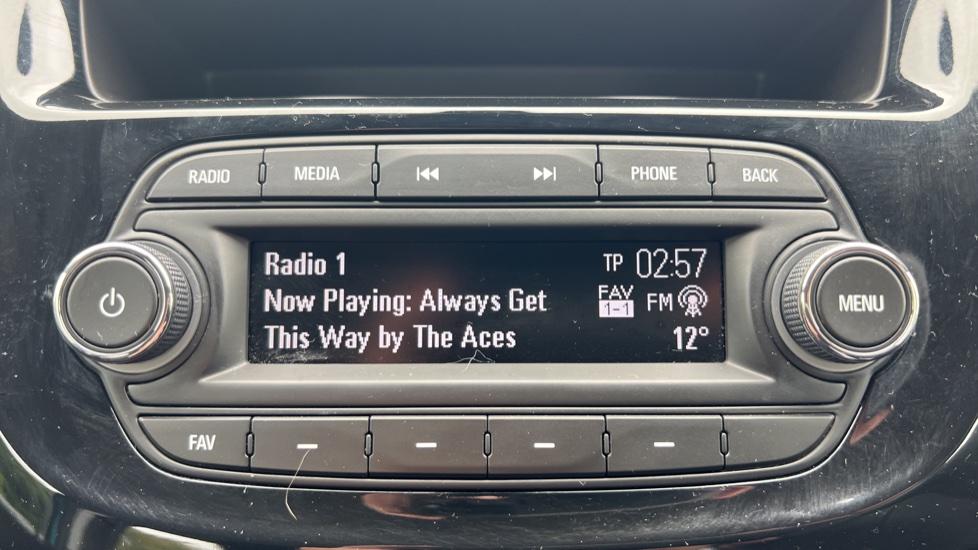 RADIO MEDIA PHONE BACK
Radio 1 TP 02:57
Now Playing: Always Get FAV 1-1 FM
This Way by The Aces 12°
MENU
FAV